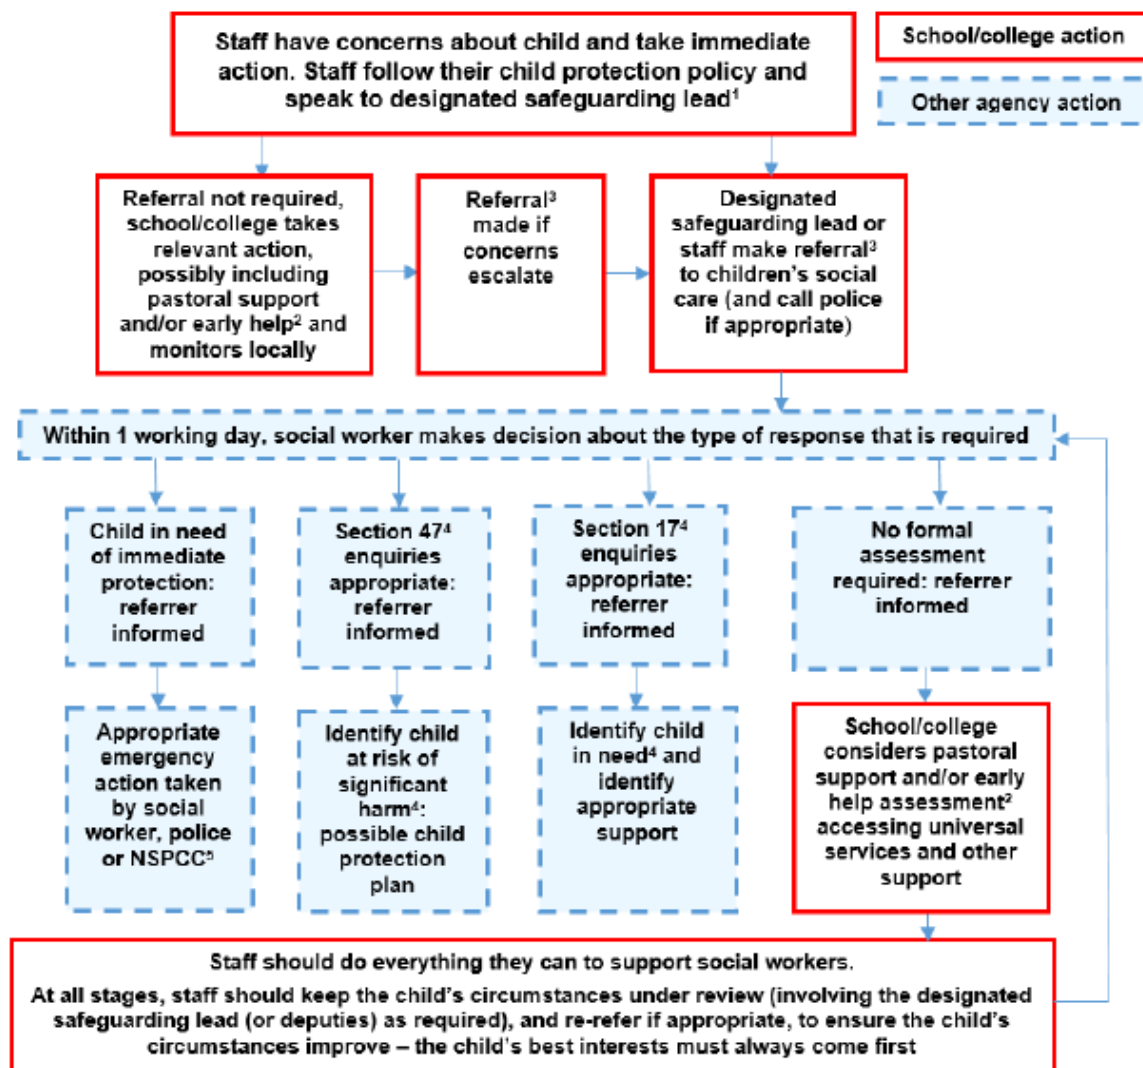 Staff have concerns about child and take immediate
action. Staff follow their child protection policy and
speak to designated safeguarding lead¹
School/college action
Other agency action
Referral not required,
school/college takes
relevant action,
possibly including
pastoral support
and/or early help² and
monitors locally
Referral³
made if
concerns
escalate
Designated
safeguarding lead or
staff make referral³
to children's social
care (and call police
if appropriate)
Within 1 working day, social worker makes decision about the type of response that is required
Child in need
of immediate
protection:
referrer
informed
Section 47⁴
enquiries
appropriate:
referrer
informed
Section 17⁴
enquiries
appropriate:
referrer
informed
No formal
assessment
required: referrer
informed
Appropriate
emergency
action taken
by social
worker, police
or NSPCC⁵
Identify child
at risk of
significant
harm⁴:
possible child
protection
plan
Identify child
in need⁴ and
identify
appropriate
support
School/college
considers pastoral
support and/or early
help assessment²
accessing universal
services and other
support
Staff should do everything they can to support social workers.
At all stages, staff should keep the child's circumstances under review (involving the designated
safeguarding lead (or deputies) as required), and re-refer if appropriate, to ensure the child's
circumstances improve – the child's best interests must always come first